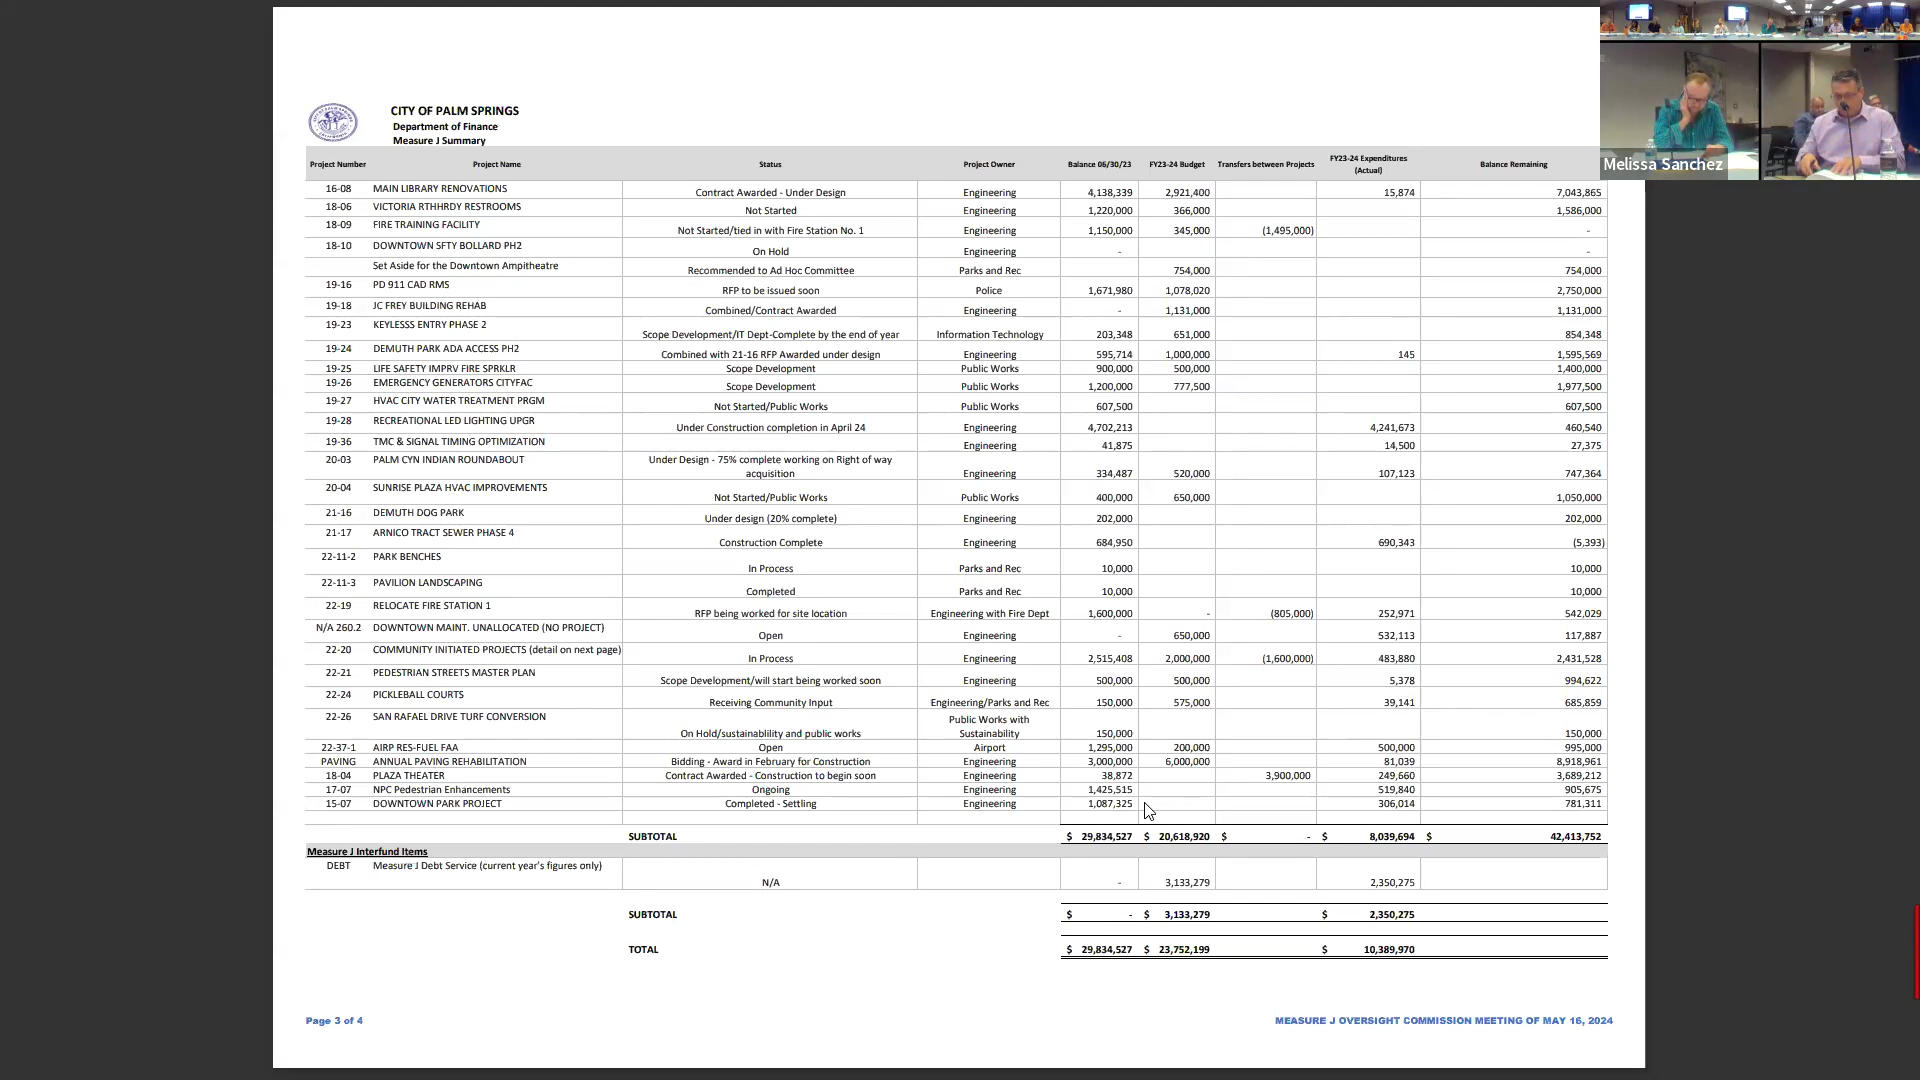 CITY OF PALM SPRINGS
Department of Finance
Measure J Summary
Melissa Sanchez
Project Number Project Name Status Project Owner Balance 06/30/23 FY23-24 Budget Transfers between Projects FY23-24 Expenditures (Actual) Balance Remaining
16-08 MAIN LIBRARY RENOVATIONS Contract Awarded - Under Design Engineering 4,138,339 2,921,400 15,874 7,043,865
18-06 VICTORIA RTHHRDY RESTROOMS Not Started Engineering 1,220,000 366,000 1,586,000
18-09 FIRE TRAINING FACILITY Not Started/tied in with Fire Station No. 1 Engineering 1,150,000 345,000 (1,495,000) -
18-10 DOWNTOWN SFTY BOLLARD PH2 On Hold Engineering - -
Set Aside for the Downtown Ampitheatre Recommended to Ad Hoc Committee Parks and Rec 754,000 754,000
19-16 PD 911 CAD RMS RFP to be issued soon Police 1,671,980 1,078,020 2,750,000
19-18 JC FREY BUILDING REHAB Combined/Contract Awarded Engineering - 1,131,000 1,131,000
19-23 KEYLESSS ENTRY PHASE 2 Scope Development/IT Dept-Complete by the end of year Information Technology 203,348 651,000 854,348
19-24 DEMUTH PARK ADA ACCESS PH2 Combined with 21-16 RFP Awarded under design Engineering 595,714 1,000,000 145 1,595,569
19-25 LIFE SAFETY IMPRV FIRE SPRKLR Scope Development Public Works 900,000 500,000 1,400,000
19-26 EMERGENCY GENERATORS CITYFAC Scope Development Public Works 1,200,000 777,500 1,977,500
19-27 HVAC CITY WATER TREATMENT PRGM Not Started/Public Works Public Works 607,500 607,500
19-28 RECREATIONAL LED LIGHTING UPGR Under Construction completion in April 24 Engineering 4,702,213 4,241,673 460,540
19-36 TMC & SIGNAL TIMING OPTIMIZATION Engineering 41,875 14,500 27,375
20-03 PALM CYN INDIAN ROUNDABOUT Under Design - 75% complete working on Right of way acquisition Engineering 334,487 520,000 107,123 747,364
20-04 SUNRISE PLAZA HVAC IMPROVEMENTS Not Started/Public Works Public Works 400,000 650,000 1,050,000
21-16 DEMUTH DOG PARK Under design (20% complete) Engineering 202,000 202,000
21-17 ARNICO TRACT SEWER PHASE 4 Construction Complete Engineering 684,950 690,343 (5,393)
22-11-2 PARK BENCHES In Process Parks and Rec 10,000 10,000
22-11-3 PAVILION LANDSCAPING Completed Parks and Rec 10,000 10,000
22-19 RELOCATE FIRE STATION 1 RFP being worked for site location Engineering with Fire Dept 1,600,000 - (805,000) 252,971 542,029
N/A 260.2 DOWNTOWN MAINT. UNALLOCATED (NO PROJECT) Open Engineering - 650,000 532,113 117,887
22-20 COMMUNITY INITIATED PROJECTS (detail on next page) In Process Engineering 2,515,408 2,000,000 (1,600,000) 483,880 2,431,528
22-21 PEDESTRIAN STREETS MASTER PLAN Scope Development/will start being worked soon Engineering 500,000 500,000 5,378 994,622
22-24 PICKLEBALL COURTS Receiving Community Input Engineering/Parks and Rec 150,000 575,000 39,141 685,859
22-26 SAN RAFAEL DRIVE TURF CONVERSION On Hold/sustainablility and public works Public Works with Sustainability 150,000 150,000
22-37-1 AIRP RES-FUEL FAA Open Airport 1,295,000 200,000 500,000 995,000
PAVING ANNUAL PAVING REHABILITATION Bidding - Award in February for Construction Engineering 3,000,000 6,000,000 81,039 8,918,961
18-04 PLAZA THEATER Contract Awarded - Construction to begin soon Engineering 38,872 3,900,000 249,660 3,689,212
17-07 NPC Pedestrian Enhancements Ongoing Engineering 1,425,515 519,840 905,675
15-07 DOWNTOWN PARK PROJECT Completed - Settling Engineering 1,087,325 306,014 781,311
SUBTOTAL $ 29,834,527 $ 20,618,920 $ - $ 8,039,694 $ 42,413,752
Measure J Interfund Items
DEBT Measure J Debt Service (current year's figures only) N/A - 3,133,279 2,350,275
SUBTOTAL $ - $ 3,133,279 $ 2,350,275
TOTAL $ 29,834,527 $ 23,752,199 $ 10,389,970
Page 3 of 4 MEASURE J OVERSIGHT COMMISSION MEETING OF MAY 16, 2024